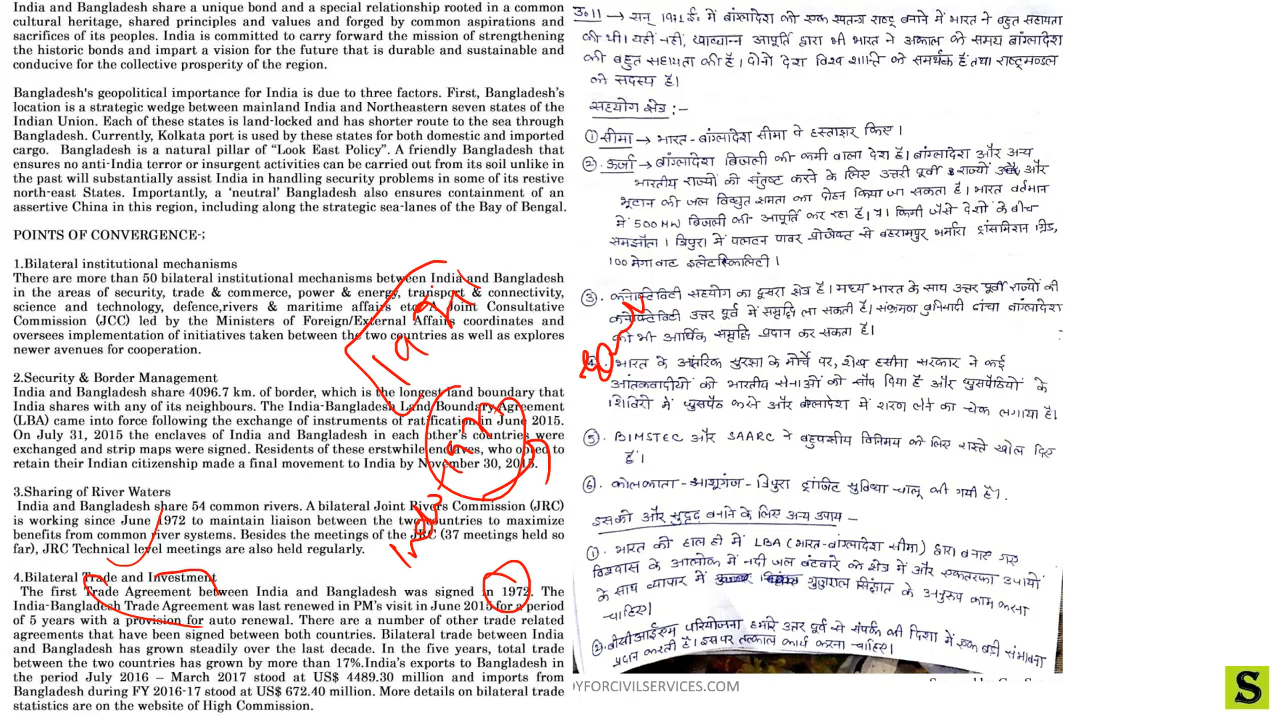 India and Bangladesh share a unique bond and a special relationship rooted in a common
cultural heritage, shared principles and values and forged by common aspirations and
sacrifices of its peoples. India is committed to carry forward the mission of strengthening
the historic bonds and impart a vision for the future that is durable and sustainable and
conducive for the collective prosperity of the region.
Bangladesh's geopolitical importance for India is due to three factors. First, Bangladesh's
location is a strategic wedge between mainland India and Northeastern seven states of the
Indian Union. Each of these states is land-locked and has shorter route to the sea through
Bangladesh. Currently, Kolkata port is used by these states for both domestic and imported
cargo. Bangladesh is a natural pillar of "Look East Policy". A friendly Bangladesh that
ensures no anti-India terror or insurgent activities can be carried out from its soil unlike in
the past will substantially assist India in handling security problems in some of its restive
north-east States. Importantly, a 'neutral' Bangladesh also ensures containment of an
assertive China in this region, including along the strategic sea-lanes of the Bay of Bengal.
POINTS OF CONVERGENCE-;
1.Bilateral institutional mechanisms
There are more than 50 bilateral institutional mechanisms between India and Bangladesh
in the areas of security, trade & commerce, power & energy, transport & connectivity,
science and technology, defence,rivers & maritime affairs etc. A Joint Consultative
Commission (JCC) led by the Ministers of Foreign/External Affairs coordinates and
oversees implementation of initiatives taken between the two countries as well as explores
newer avenues for cooperation.
2.Security & Border Management
India and Bangladesh share 4096.7 km. of border, which is the longest land boundary that
India shares with any of its neighbours. The India-Bangladesh Land Boundary Agreement
(LBA) came into force following the exchange of instruments of ratification in June 2015.
On July 31, 2015 the enclaves of India and Bangladesh in each other's countries were
exchanged and strip maps were signed. Residents of these erstwhile enclaves, who opted to
retain their Indian citizenship made a final movement to India by November 30, 2015.
3.Sharing of River Waters
India and Bangladesh share 54 common rivers. A bilateral Joint Rivers Commission (JRC)
is working since June 1972 to maintain liaison between the two countries to maximize
benefits from common river systems. Besides the meetings of the JRC (37 meetings held so
far), JRC Technical level meetings are also held regularly.
4.Bilateral Trade and Investment
The first Trade Agreement between India and Bangladesh was signed in 1972. The
India-Bangladesh Trade Agreement was last renewed in PM's visit in June 2015 for a period
of 5 years with a provision for auto renewal. There are a number of other trade related
agreements that have been signed between both countries. Bilateral trade between India
and Bangladesh has grown steadily over the last decade. In the five years, total trade
between the two countries has grown by more than 17%.India's exports to Bangladesh in
the period July 2016 – March 2017 stood at US$ 4489.30 million and imports from
Bangladesh during FY 2016-17 stood at US$ 672.40 million. More details on bilateral trade
statistics are on the website of High Commission.
1971
Indu 1972
1
उ०11 → सन् 1971 ई० में बांग्लादेश को एक स्वतन्त्र राष्ट्र बनाने में भारत ने बहुत सहायता
की थी। यही नहीं, खाद्यान्न आपूर्ति द्वारा भी भारत ने अकाल के समय बांग्लादेश
की बहुत सहायता की है। दोनो देश विश्व शान्ति के समर्थक हैं तथा राष्ट्रमण्डल
के सदस्य हैं।
सहयोग क्षेत्र :-
① सीमा → भारत-बांग्लादेश सीमा पे हस्ताक्षर किए।
② ऊर्जा → बांग्लादेश बिजली की कमी वाला देश है। बांग्लादेश और अन्य
भारतीय राज्यों को संतुष्ट करने के लिए उत्तरी पूर्वी राज्यों और
भूटान की जल विद्युत क्षमता का दोहन किया जा सकता है। भारत वर्तमान
में 500 MW बिजली की आपूर्ति कर रहा है। किमी जैसे देशो के बीच
समझौता। त्रिपुरा में पलटन पावर प्रोजेक्ट से बहरामपुर भर्मारा ट्रांसमिशन ग्रिड,
100 मेगा वाट इलेक्ट्रिसिटी।
③. कनेक्टिविटी सहयोग का दूसरा क्षेत्र है। मध्य भारत के साथ उत्तर पूर्वी राज्यों की
कनेक्टिविटी उत्तर पूर्व में समृद्धि ला सकती है। संक्रमण बुनियादी ढांचा बांग्लादेश
को भी आर्थिक समृद्धि प्रदान कर सकता है।
④. भारत के आंतरिक सुरक्षा के मोर्चे पर, शेख हसीना सरकार ने कई
आंतकवादीयों को भारतीय सेनाओं को सौंप दिया है और घुसपैठियों के
शिविरो में घुसपैठ करने और बांग्लादेश में शरण लेने का चेक लगाया है।
⑤. BIMSTEC और SAARC ने बहुपक्षीय विनिमय के लिए रास्ते खोल दिए
हैं।
⑥. कोलकाता-आशूगंज-त्रिपुरा ट्रांजिट सुविधा चालू की गयी है।
इसको और सुदृढ बनाने के लिए अन्य उपाय –
①. भारत को हाल ही में LBA (भारत-बांग्लादेश सीमा) द्वारा बनाए गए
विश्वास के आलोक में नदी जल बंटवारे के क्षेत्र में और एकतरफा उपायों
के साथ व्यापार में गुजराल सिद्धांत के अनुरुप काम करना
चाहिए।
②. बीसीआईएम परियोजना हमारे उत्तर पूर्व से संपर्क की दिशा में एक बड़ी संभावना
प्रदान करती है। इस पर तत्काल कार्य करना चाहिए।
DYFORCIVILSERVICES.COM
S